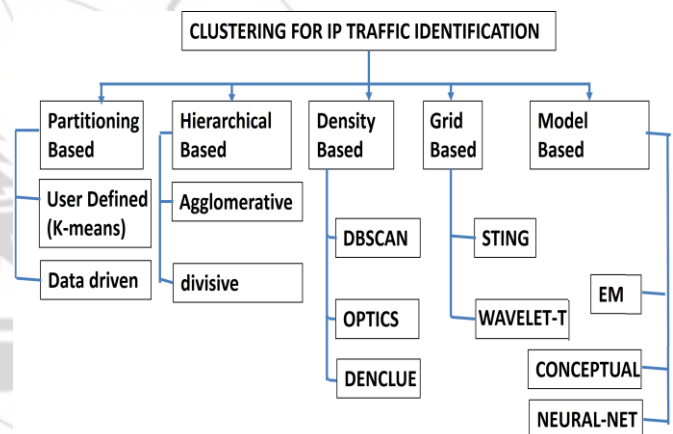 CLUSTERING FOR IP TRAFFIC IDENTIFICATION
Partitioning
Based
Hierarchical
Based
Density
Based
Grid
Based
Model
Based
User Defined
(K-means)
Data driven
Agglomerative
divisive
DBSCAN
OPTICS
DENCLUE
STING
WAVELET-T
EM
CONCEPTUAL
NEURAL-NET